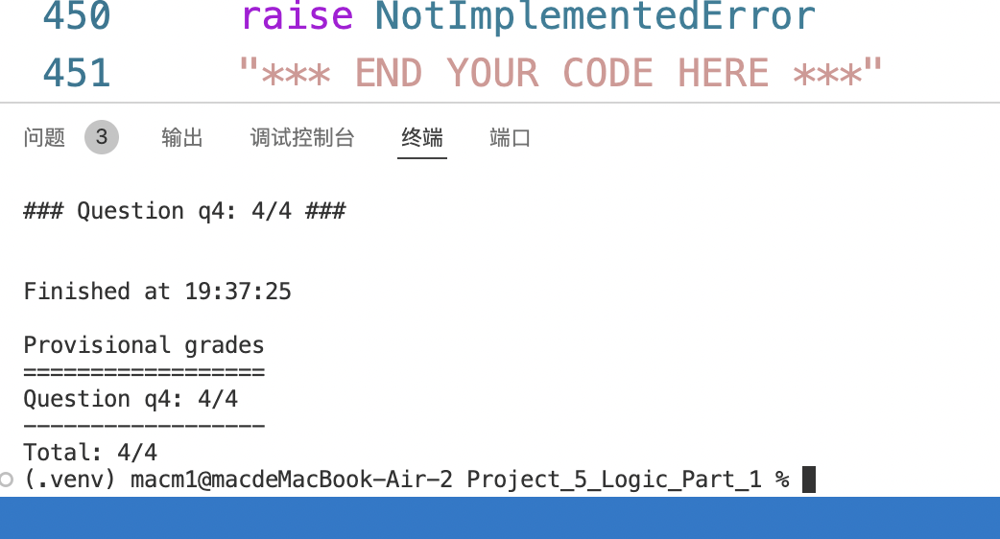 450 raise NotImplementedError
451 "*** END YOUR CODE HERE ***"
问题 3 输出 调试控制台 终端 端口
### Question q4: 4/4 ###
Finished at 19:37:25
Provisional grades
==================
Question q4: 4/4
------------------
Total: 4/4
(.venv) macm1@macdeMacBook-Air-2 Project_5_Logic_Part_1 %